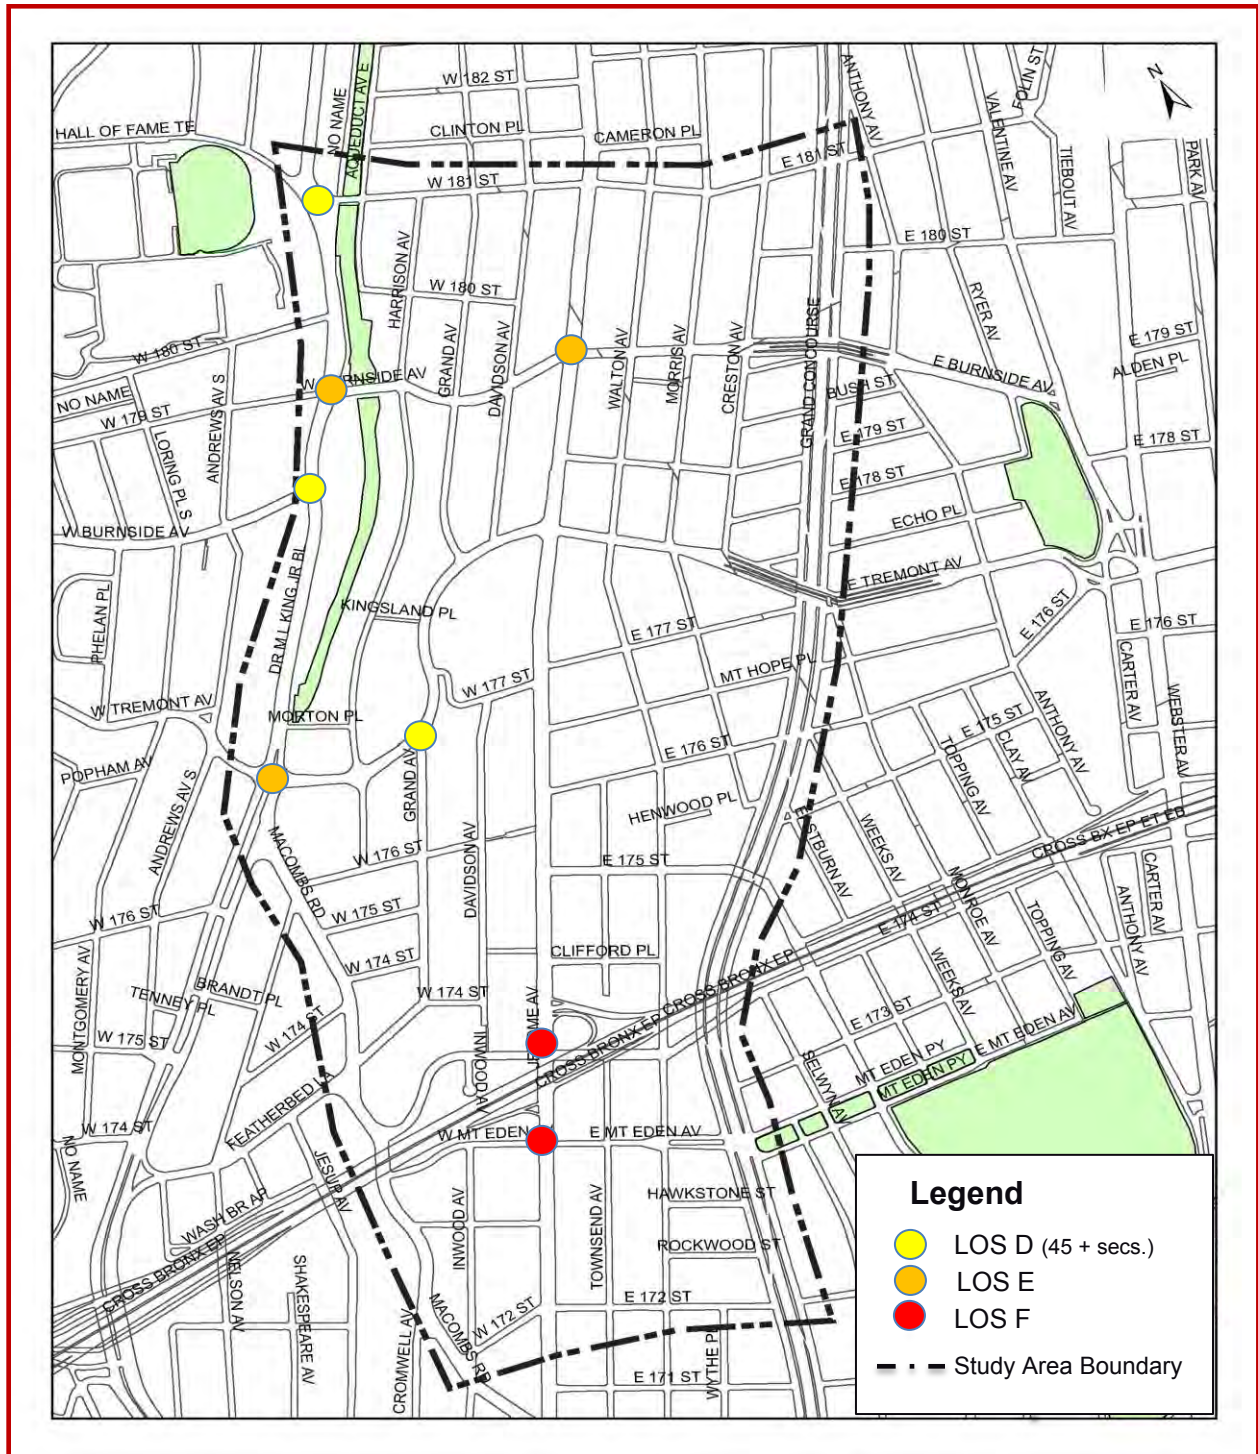 W 182 ST
NO NAME
AQUEDUCT AV E
ANTHONY AV
FOLIN ST
VALENTINE AV
N
HALL OF FAME TE
CLINTON PL
CAMERON PL
E 181 ST
TIEBOUT AV
PARK AV
W 181 ST
E 180 ST
HARRISON AV
W 180 ST
RYER AV
GRAND CONCOURSE
E 179 ST
W 180 ST
GRAND AV
DAVIDSON AV
WALTON AV
MORRIS AV
CRESTON AV
E BURNSIDE AV
ALDEN PL
NO NAME
W
RNSIDE AV
BUSH ST
W 179 ST
ANDREWS AV S
LORING PL S
E 179 ST
E 178 ST
E 178 ST
W BURNSIDE AV
ECHO PL
DR M L KING JR BL
E TREMONT AV
PHELAN PL
KINGSLAND PL
E 177 ST
E 176 ST
E 176 ST
CARTER AV
WEBSTER AV
MT HOPE PL
W 177 ST
W TREMONT AV
MORTON PL
E 176 ST
E 175 ST
ANTHONY AV
CLAY AV
TOPPING AV
POPHAM AV
ANDREWS AV S
GRAND AV
HENWOOD PL
MACOMBS RD
DAVIDSON AV
W 176 ST
E 175 ST
EASTBURN AV
WEEKS AV
CROSS BX EP ET EB
MONROE AV
W 176 ST
W 175 ST
E 174 ST
TOPPING AV
ANTHONY AV
CARTER AV
CLIFFORD PL
W 174 ST
MONTGOMERY AV
BRANDT PL
TENNEY PL
W 174 ST
CROSS BRONX EP
WEEKS AV
W 175 ST
W 174 ST
INWOOD AV
E 173 ST
E MT EDEN AV
CROSS BRONX EP
SELWYN AV
MT EDEN PY
MT EDEN PY
FEATHERBED LA
W 174 ST
W MT EDEN
E MT EDEN AV
NO NAME
JESUP AV
INWOOD AV
TOWNSEND AV
HAWKSTONE ST
WASH BR AP
ROCKWOOD ST
CROSS BRONX EP
NELSON AV
SHAKESPEARE AV
CROMWELL AV
MACOMBS RD
W 172 ST
E 172 ST
WYTHE PL
E 171 ST
Legend
LOS D (45 + secs.)
LOS E
LOS F
Study Area Boundary